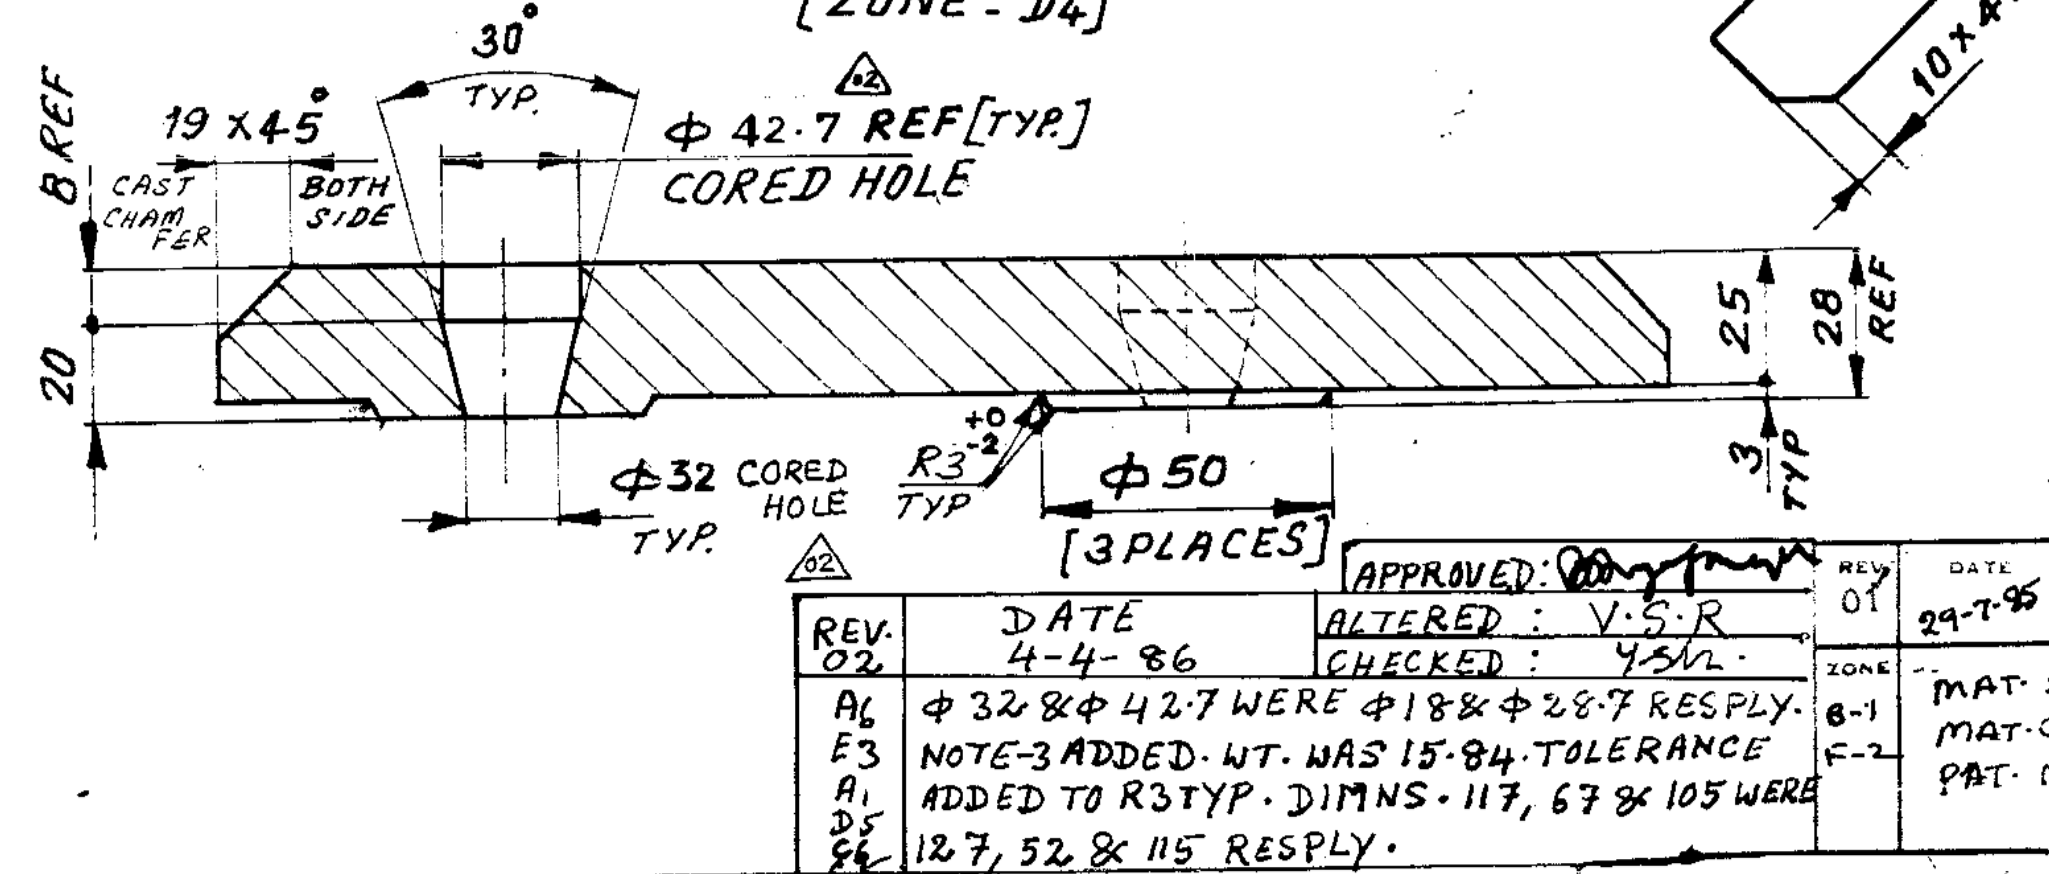 [ZONE - D4]
30°
TYP.
02
8 REF
19 X 45°
ϕ 42.7 REF [TYP.]
CAST
CHAM
FER
BOTH
SIDE
CORED HOLE
10 X 4
20
25
28
REF
3
TYP
+0
-2
R3
TYP
ϕ 32 CORED
HOLE
TYP.
ϕ 50
[3 PLACES]
02
APPROVED:
REV.
02
DATE
4-4-86
ALTERED : V.S.R
CHECKED :
REV.
01
DATE
29-7-85
ZONE
B-1
F-2
MAT.
MAT.
PAT.
A6 ϕ 32 & ϕ 42.7 WERE ϕ 18 & ϕ 28.7 RESPLY.
E3 NOTE-3 ADDED. WT. WAS 15.84. TOLERANCE
A1 ADDED TO R3 TYP. DIMNS. 117, 67 & 105 WERE
D5
127, 52 & 115 RESPLY.